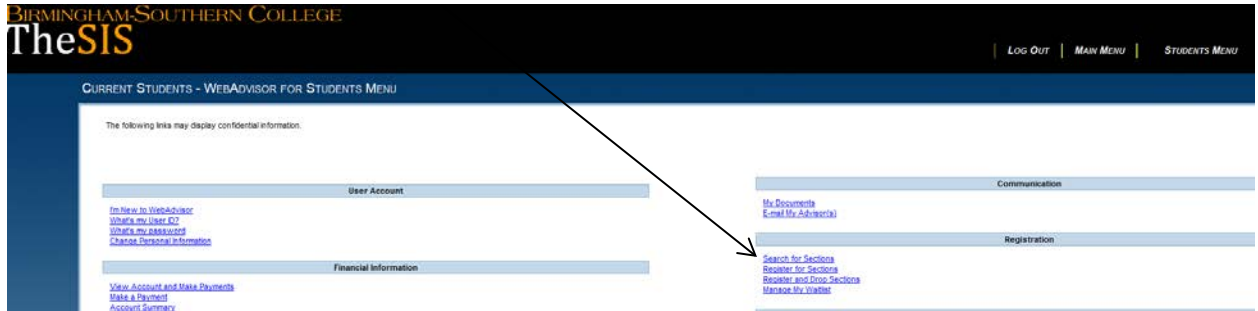 BIRMINGHAM-SOUTHERN COLLEGE
TheSIS
LOG OUT | MAIN MENU | STUDENTS MENU
CURRENT STUDENTS - WEBADVISOR FOR STUDENTS MENU
The following links may display confidential information.
User Account
I'm New to WebAdvisor
What's my User ID?
What's my password
Change Personal Information
Financial Information
View Account and Make Payments
Make a Payment
Account Summary
Communication
My Documents
E-mail My Advisor(s)
Registration
Search for Sections
Register for Sections
Register and Drop Sections
Manage My Waitlist